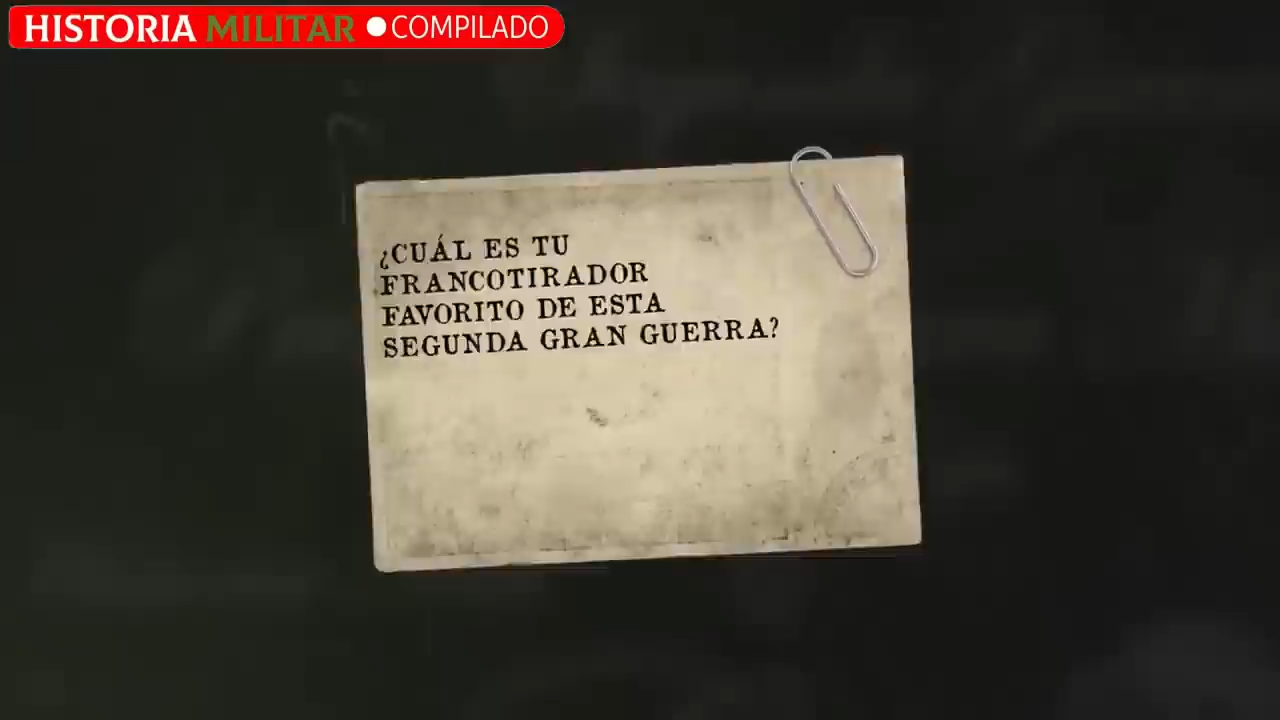 HISTORIA MILITAR ● COMPILADO
¿CUÁL ES TU
FRANCOTIRADOR
FAVORITO DE ESTA
SEGUNDA GRAN GUERRA?